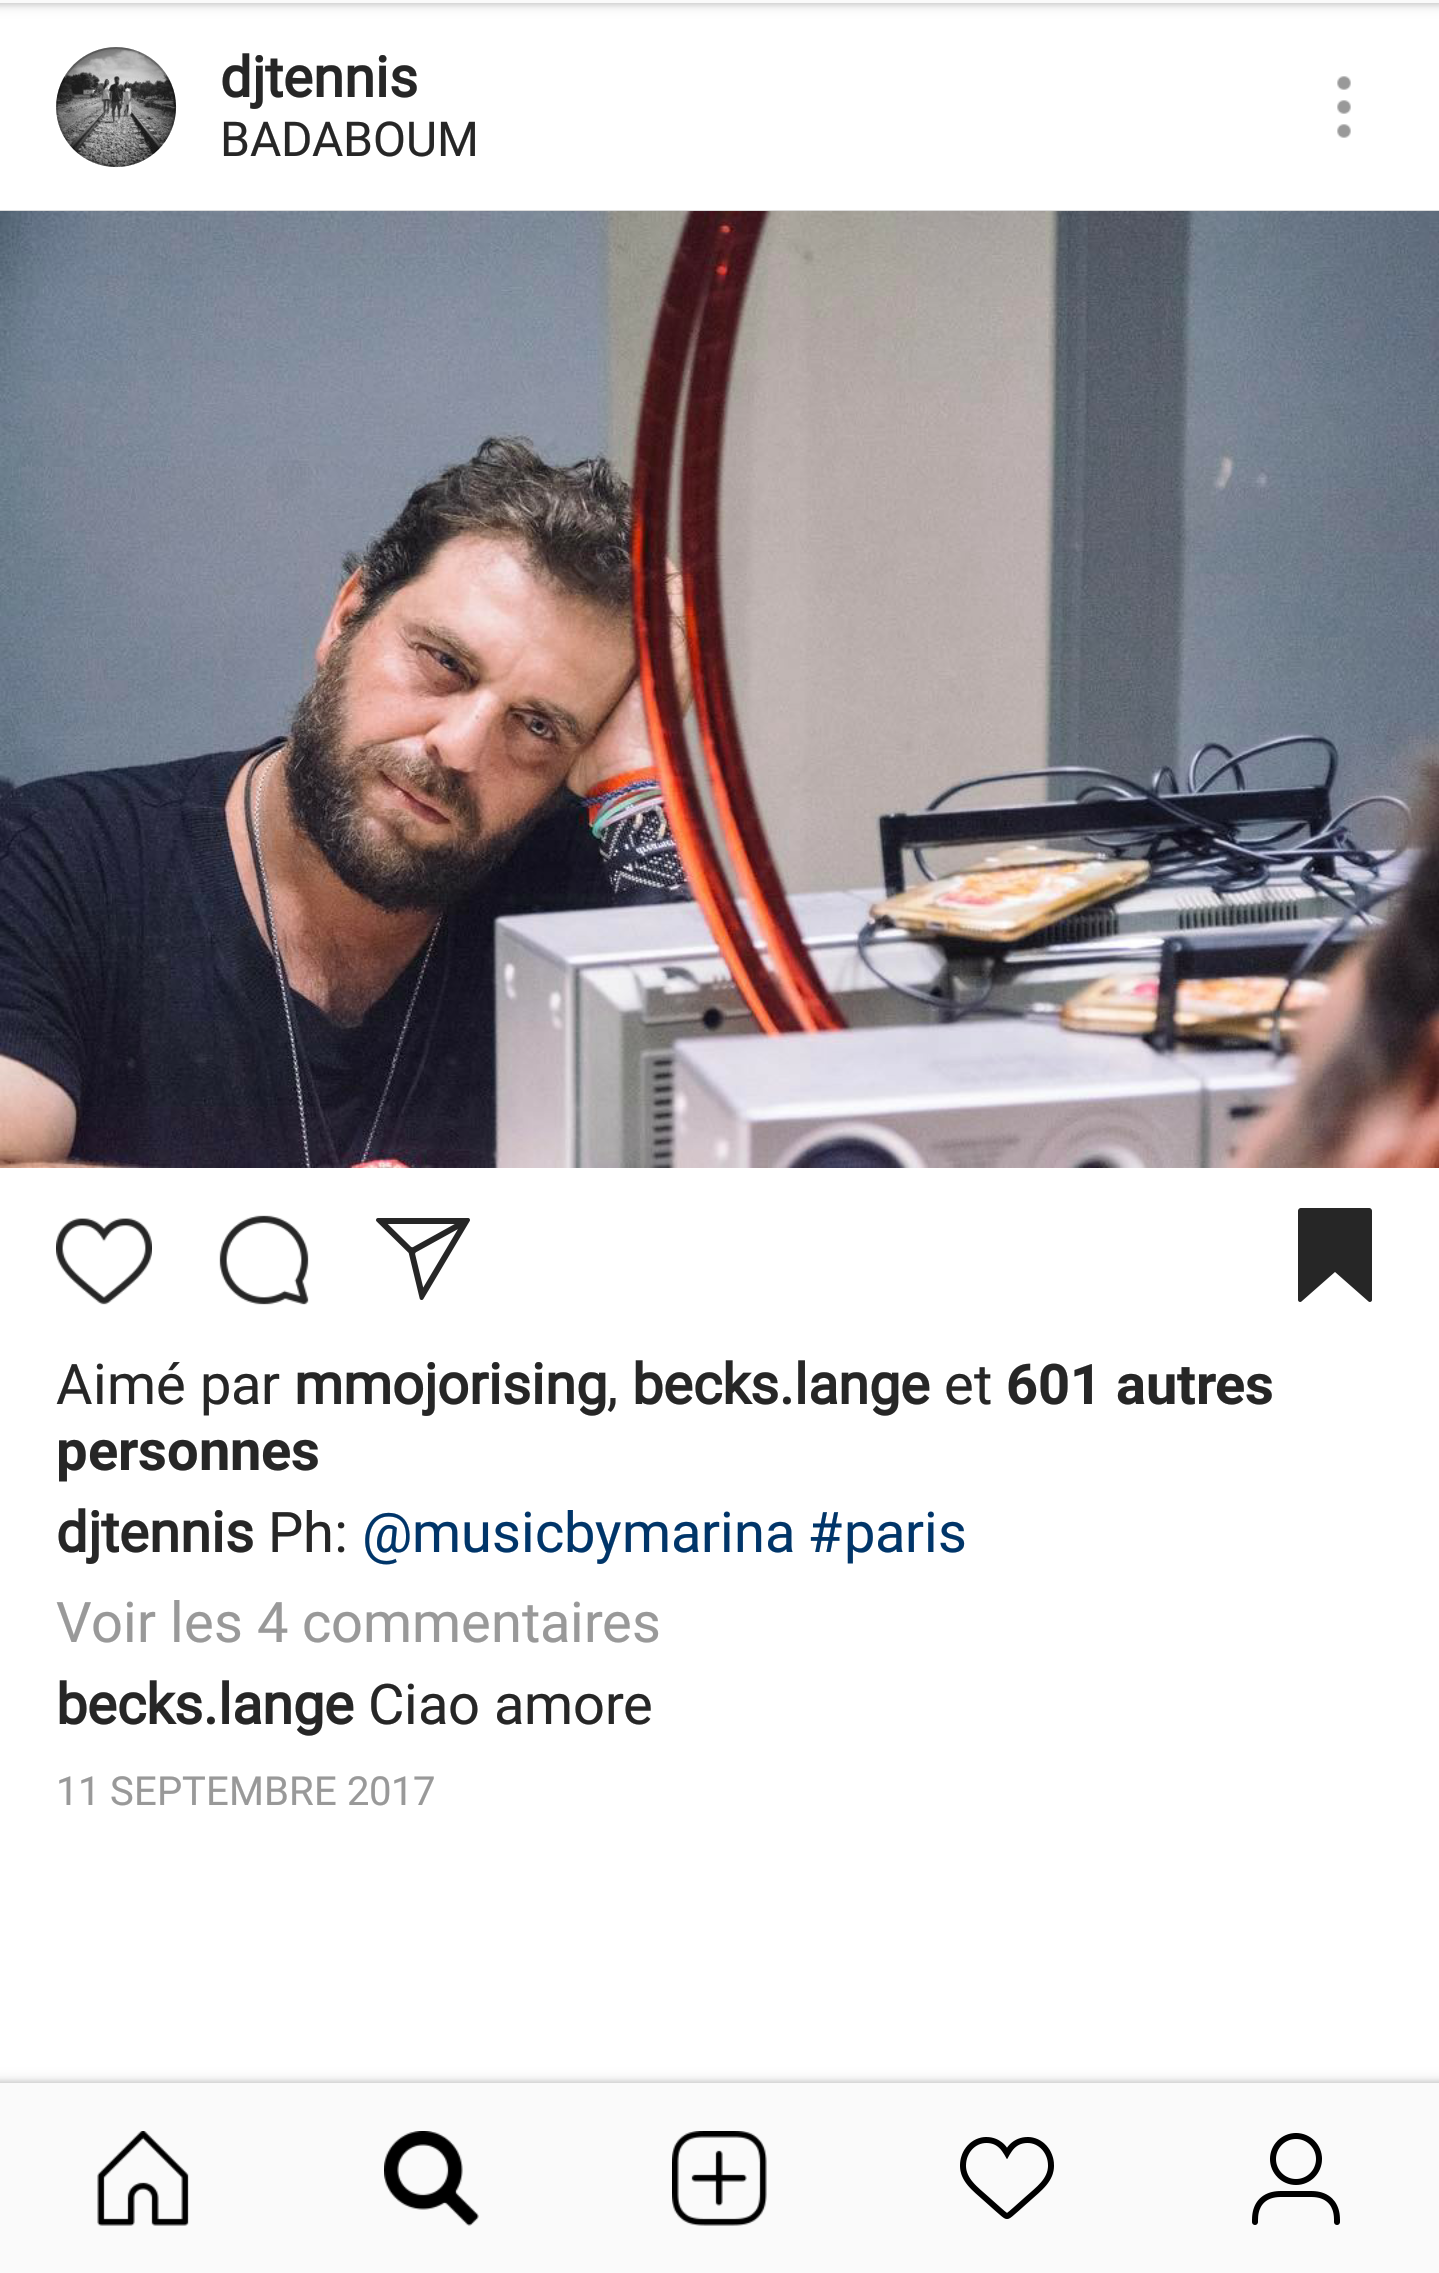 djtennis
BADABOUM
Aimé par mmojorising, becks.lange et 601 autres
personnes
djtennis Ph: @musicbymarina #paris
Voir les 4 commentaires
becks.lange Ciao amore
11 SEPTEMBRE 2017